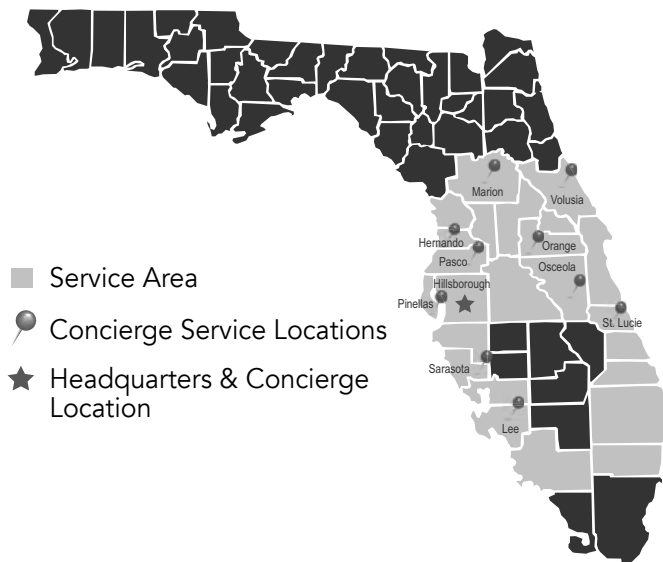 Marion
Volusia
Hernando
Orange
Pasco
Osceola
Hillsborough
Pinellas
St. Lucie
Sarasota
Lee
Service Area
Concierge Service Locations
Headquarters & Concierge
Location